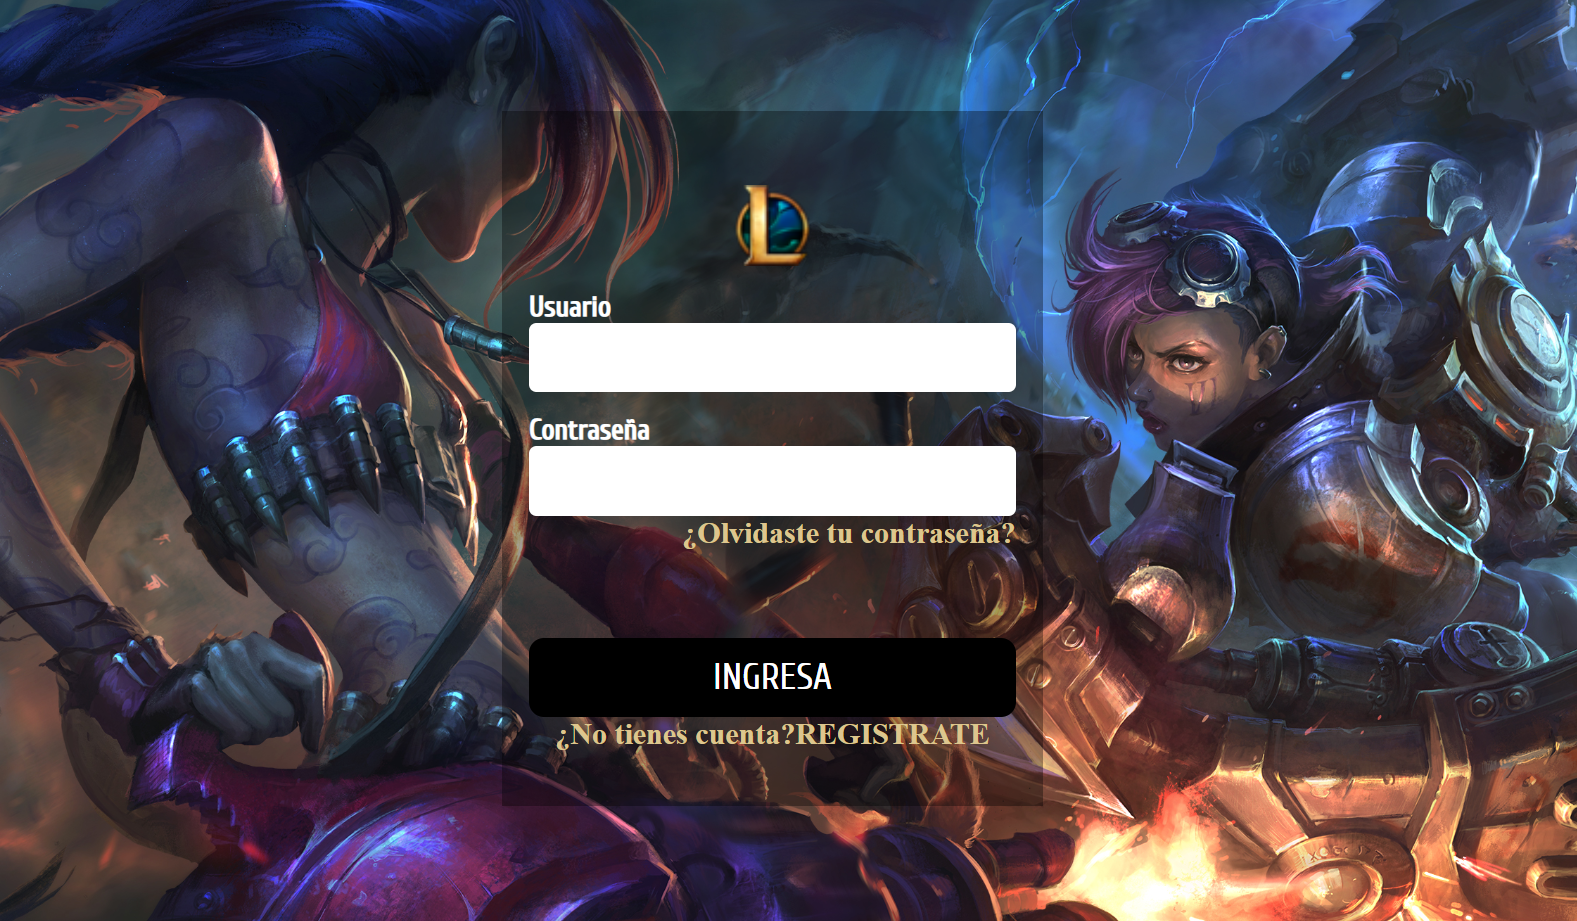 L
Usuario
Contraseña
¿Olvidaste tu contraseña?
INGRESA
¿No tienes cuenta?REGISTRATE